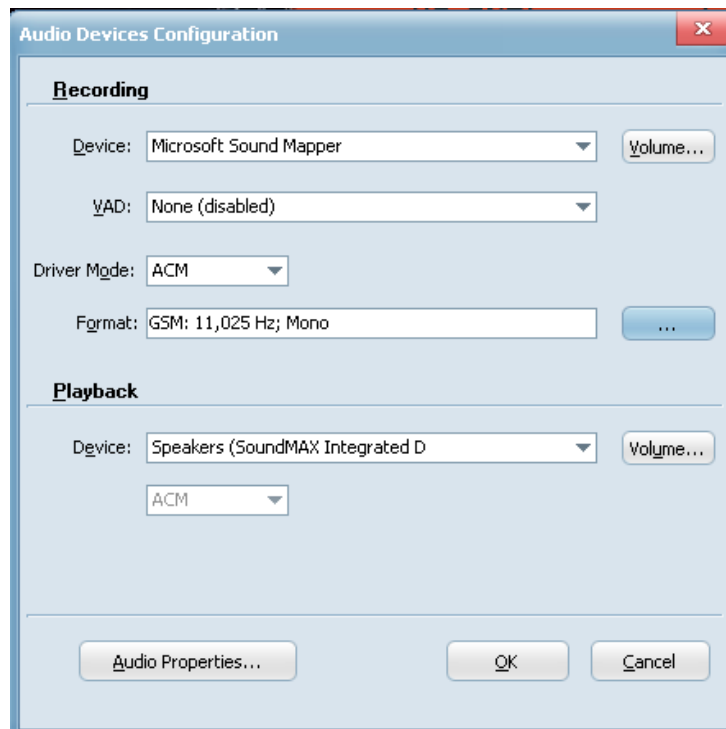 Audio Devices Configuration
Recording
Device: Microsoft Sound Mapper Volume...
VAD: None (disabled)
Driver Mode: ACM
Format: GSM: 11,025 Hz; Mono ...
Playback
Device: Speakers (SoundMAX Integrated D Volume...
ACM
Audio Properties... OK Cancel